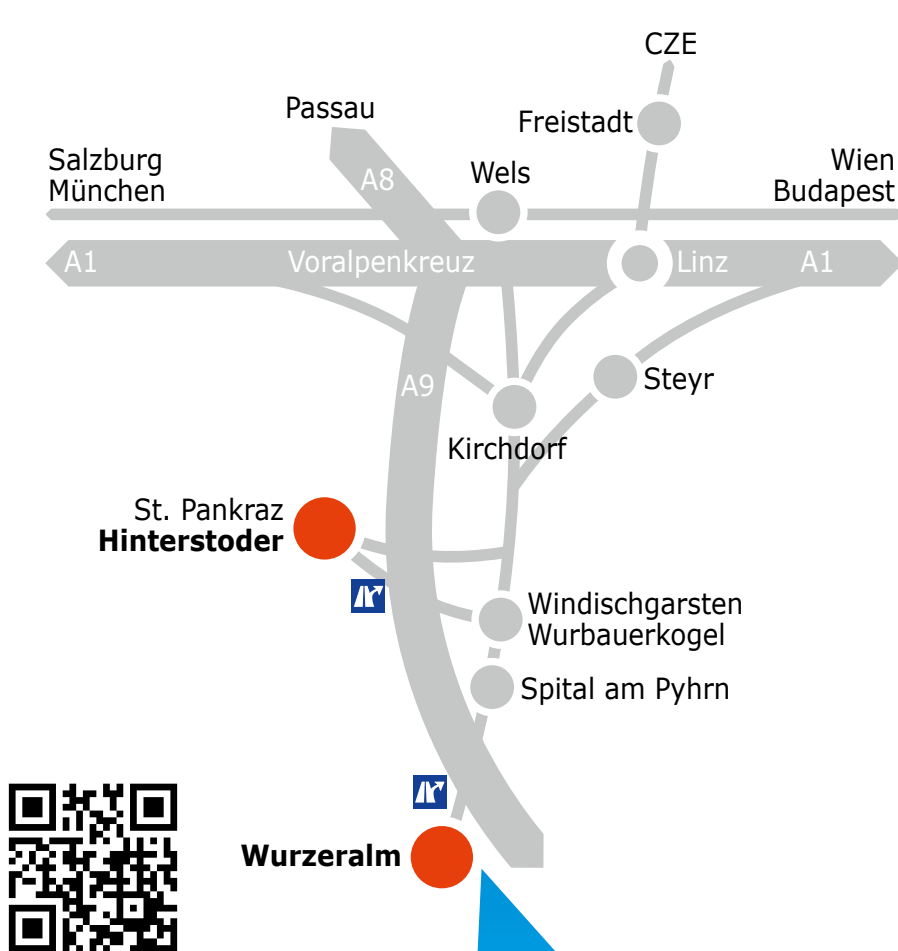 CZE
Passau
Freistadt
Salzburg
München
A8
Wels
Wien
Budapest
A1
Voralpenkreuz
Linz
A1
A9
Steyr
Kirchdorf
St. Pankraz
Hinterstoder
Windischgarsten
Wurbauerkogel
Spital am Pyhrn
Wurzeralm